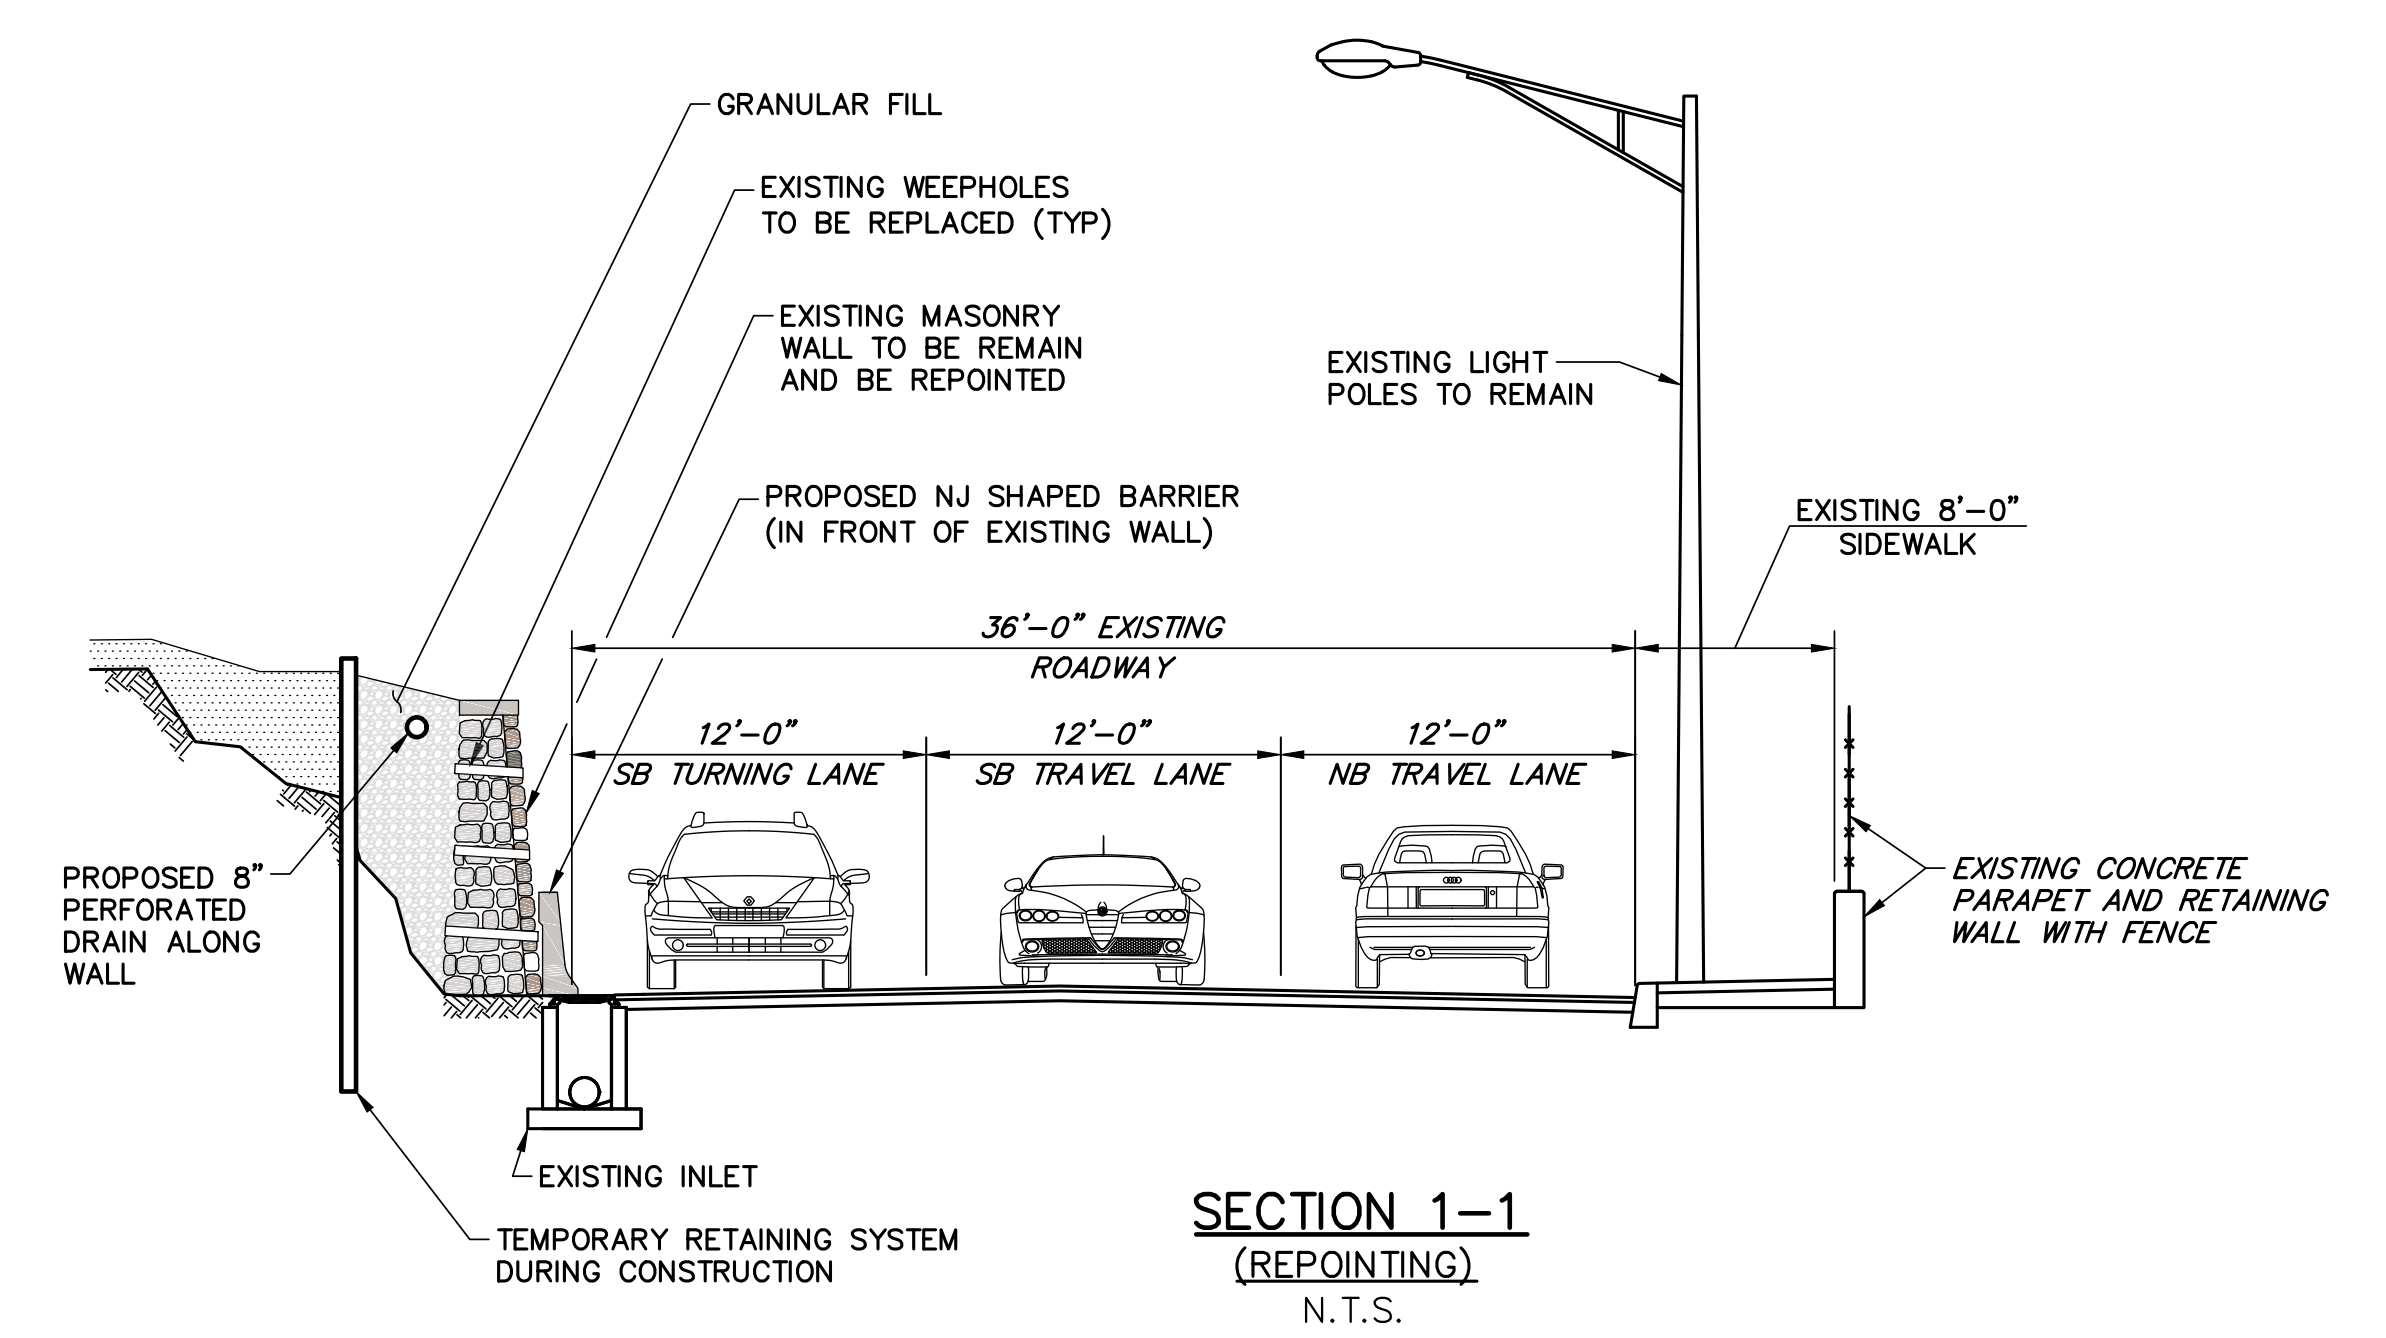 GRANULAR FILL
EXISTING WEEPHOLES
TO BE REPLACED (TYP)
EXISTING MASONRY
WALL TO BE REMAIN
AND BE REPOINTED
EXISTING LIGHT
POLES TO REMAIN
PROPOSED NJ SHAPED BARRIER
(IN FRONT OF EXISTING WALL)
EXISTING 8'-0"
SIDEWALK
36'-0" EXISTING
ROADWAY
12'-0"
SB TURNING LANE
12'-0"
SB TRAVEL LANE
12'-0"
NB TRAVEL LANE
PROPOSED 8"
PERFORATED
DRAIN ALONG
WALL
EXISTING CONCRETE
PARAPET AND RETAINING
WALL WITH FENCE
EXISTING INLET
TEMPORARY RETAINING SYSTEM
DURING CONSTRUCTION
SECTION 1-1
(REPOINTING)
N.T.S.